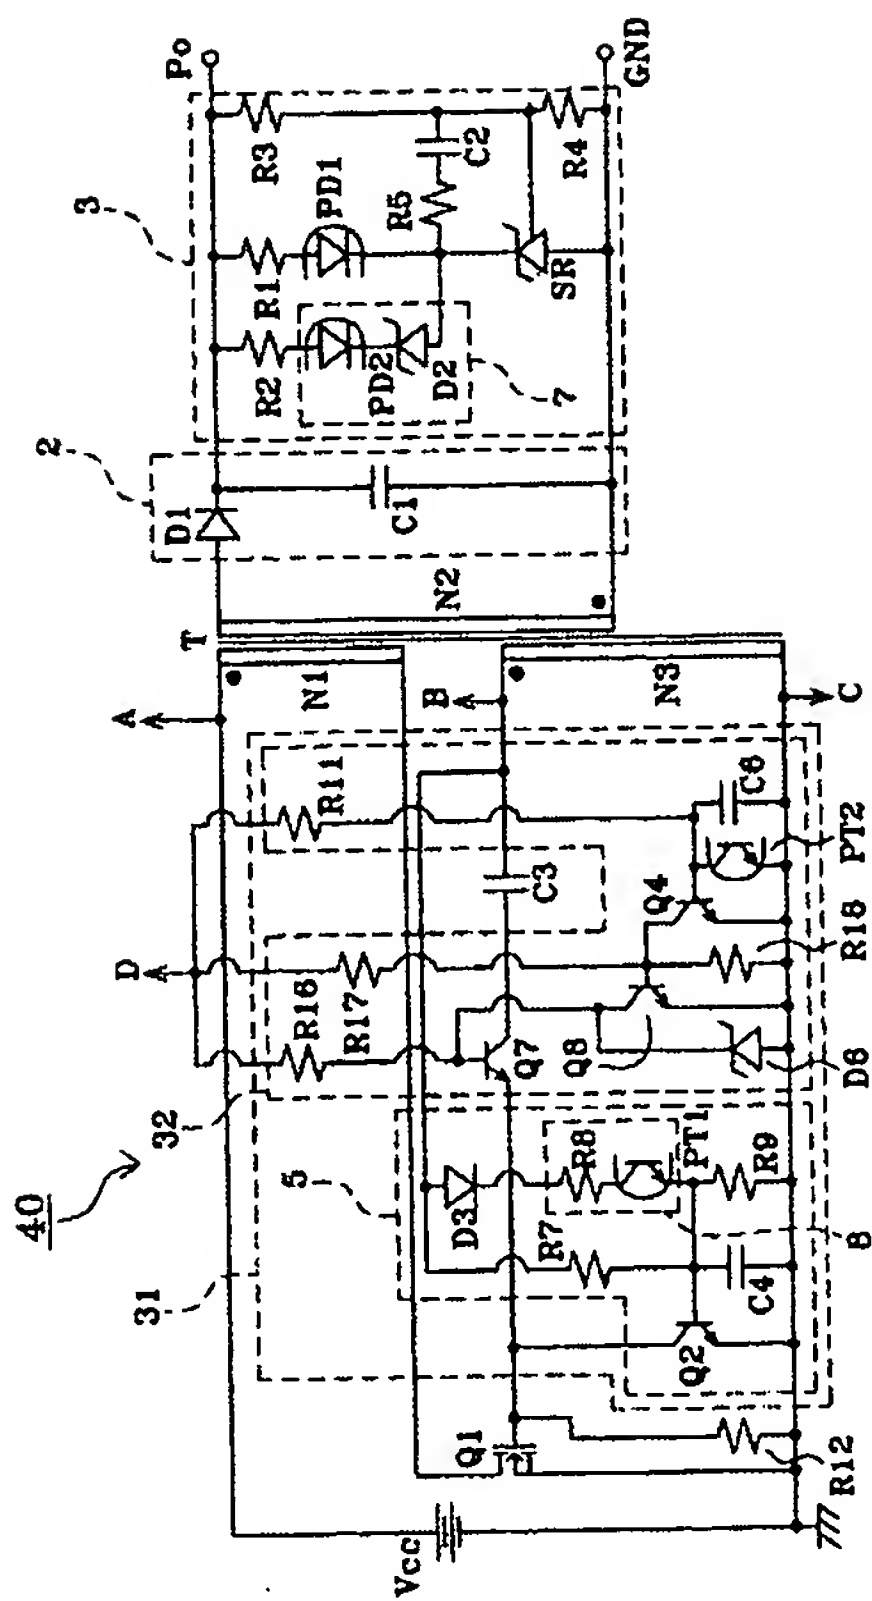 40
31
32
5
A
D
B
C
T
2
3
Po
GND
Vcc
Q1
R12
Q2
C4
R7
8
D3
R8
PT1
R9
R16
R17
Q7
Q8
D6
R18
Q4
PT2
C3
R11
C6
N1
N3
N2
D1
C1
R2
PD2
D2
7
R1
PD1
SR
R5
C2
R3
R4